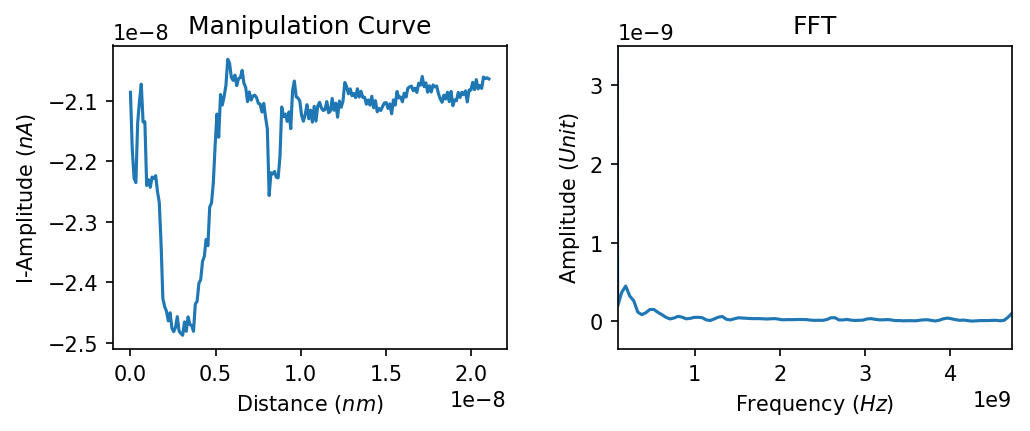 Manipulation Curve
1e−8
I-Amplitude (nA)
−2.1
−2.2
−2.3
−2.4
−2.5
0.0 0.5 1.0 1.5 2.0
1e−8
Distance (nm)
FFT
1e−9
Amplitude (Unit)
3
2
1
0
1 2 3 4
1e9
Frequency (Hz)